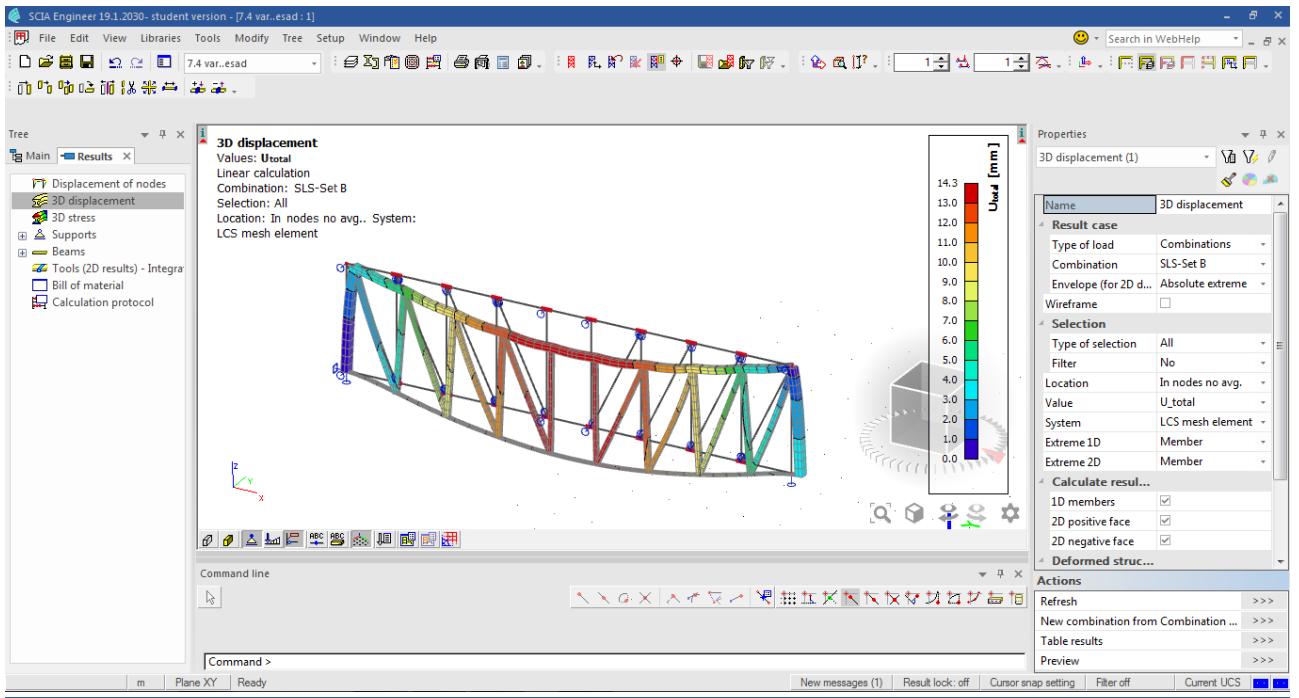 SCIA Engineer 19.1.2030- student version - [7.4 var..esad : 1]
File Edit View Libraries Tools Modify Tree Setup Window Help
Search in WebHelp
7.4 var..esad
1 1
Tree
Main Results
Displacement of nodes
3D displacement
3D stress
Supports
Beams
Tools (2D results) - Integra
Bill of material
Calculation protocol
3D displacement
Values: Utotal
Linear calculation
Combination: SLS-Set B
Selection: All
Location: In nodes no avg.. System:
LCS mesh element
Utotal [mm]
14.3
13.0
12.0
11.0
10.0
9.0
8.0
7.0
6.0
5.0
4.0
3.0
2.0
1.0
0.0
z
Y
x
ABC ABC
Command line
Command >
Properties
3D displacement (1)
Name 3D displacement
Result case
Type of load Combinations
Combination SLS-Set B
Envelope (for 2D d... Absolute extreme
Wireframe
Selection
Type of selection All
Filter No
Location In nodes no avg.
Value U_total
System LCS mesh element
Extreme 1D Member
Extreme 2D Member
Calculate resul...
1D members
2D positive face
2D negative face
Deformed struc...
Actions
Refresh >>>
New combination from Combination ... >>>
Table results >>>
Preview >>>
m Plane XY Ready New messages (1) Result lock: off Cursor snap setting Filter off Current UCS